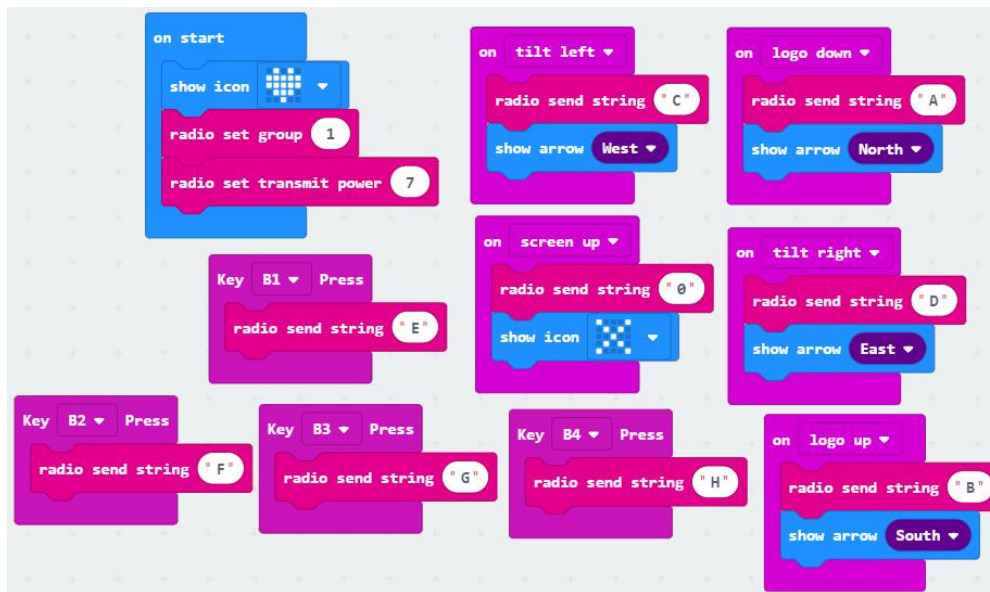 on start
show icon
radio set group 1
radio set transmit power 7
on tilt left
radio send string "C"
show arrow West
on logo down
radio send string "A"
show arrow North
Key B1 Press
radio send string "E"
on screen up
radio send string "0"
show icon
on tilt right
radio send string "D"
show arrow East
Key B2 Press
radio send string "F"
Key B3 Press
radio send string "G"
Key B4 Press
radio send string "H"
on logo up
radio send string "B"
show arrow South